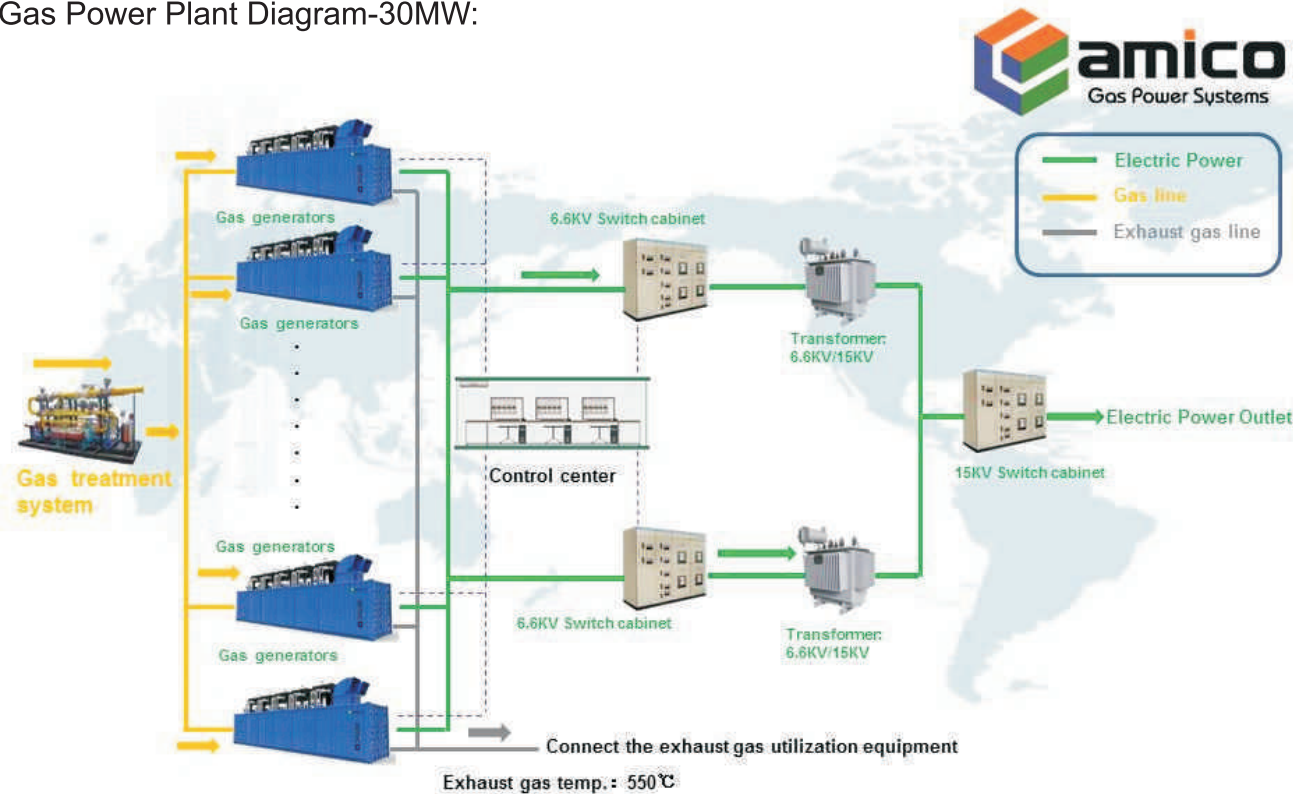 Gas Power Plant Diagram-30MW:
amico
Gas Power Systems
Electric Power
Gas line
Exhaust gas line
Gas generators
6.6KV Switch cabinet
Gas generators
Transformer:
6.6KV/15KV
Electric Power Outlet
15KV Switch cabinet
Control center
Gas treatment
system
Gas generators
6.6KV Switch cabinet
Transformer:
6.6KV/15KV
Gas generators
Connect the exhaust gas utilization equipment
Exhaust gas temp.: 550℃